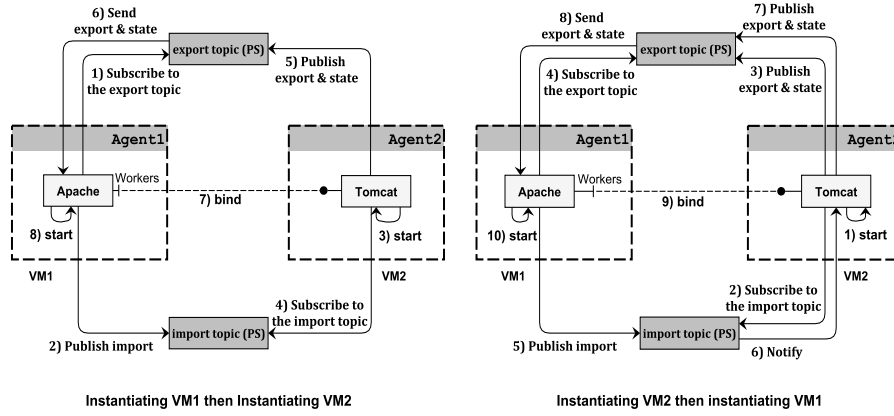 6) Send
export & state
export topic (PS)
1) Subscribe to
the export topic
5) Publish
export & state
Agent1
Agent2
Apache
Workers
7) bind
Tomcat
8) start
3) start
VM1
VM2
4) Subscribe to
the import topic
import topic (PS)
2) Publish import
Instantiating VM1 then Instantiating VM2
8) Send
export & state
7) Publish
export & state
export topic (PS)
4) Subscribe to
the export topic
3) Publish
export & state
Agent1
Agent
Apache
Workers
9) bind
Tomcat
10) start
1) start
VM1
VM2
2) Subscribe to
the import topic
import topic (PS)
5) Publish import
6) Notify
Instantiating VM2 then instantiating VM1